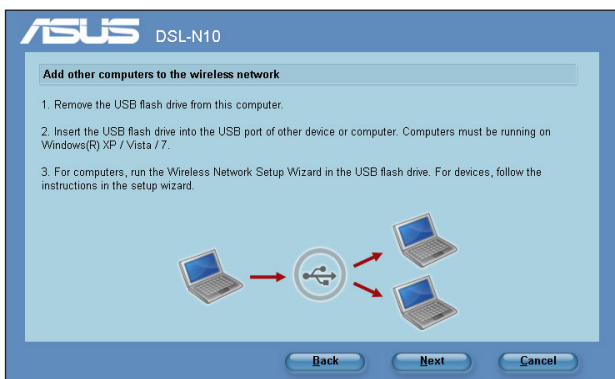 ASUS DSL-N10
Add other computers to the wireless network
1. Remove the USB flash drive from this computer.
2. Insert the USB flash drive into the USB port of other device or computer. Computers must be running on
Windows(R) XP / Vista / 7.
3. For computers, run the Wireless Network Setup Wizard in the USB flash drive. For devices, follow the
instructions in the setup wizard.
Back Next Cancel